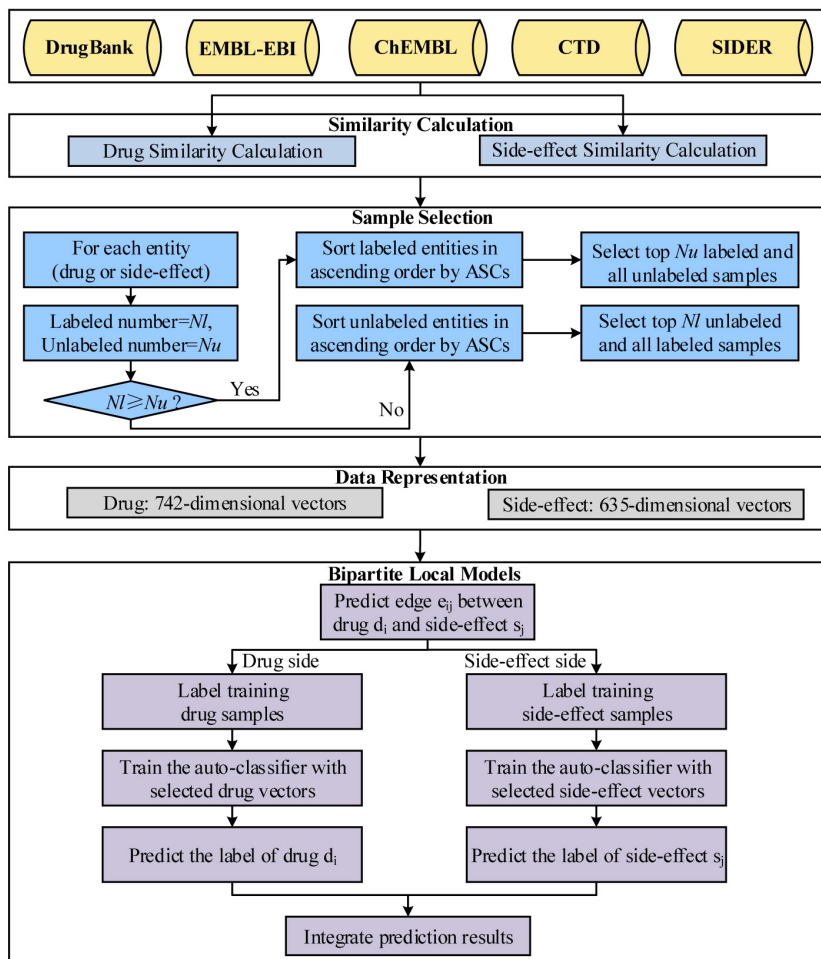 DrugBank
EMBL-EBI
ChEMBL
CTD
SIDER
Similarity Calculation
Drug Similarity Calculation
Side-effect Similarity Calculation
Sample Selection
For each entity
(drug or side-effect)
Labeled number=Nl,
Unlabeled number=Nu
Nl≥Nu ?
Yes
No
Sort labeled entities in
ascending order by ASCs
Select top Nu labeled and
all unlabeled samples
Sort unlabeled entities in
ascending order by ASCs
Select top Nl unlabeled
and all labeled samples
Data Representation
Drug: 742-dimensional vectors
Side-effect: 635-dimensional vectors
Bipartite Local Models
Predict edge eij between
drug di and side-effect sj
Drug side
Side-effect side
Label training
drug samples
Label training
side-effect samples
Train the auto-classifier with
selected drug vectors
Train the auto-classifier with
selected side-effect vectors
Predict the label of drug di
Predict the label of side-effect sj
Integrate prediction results